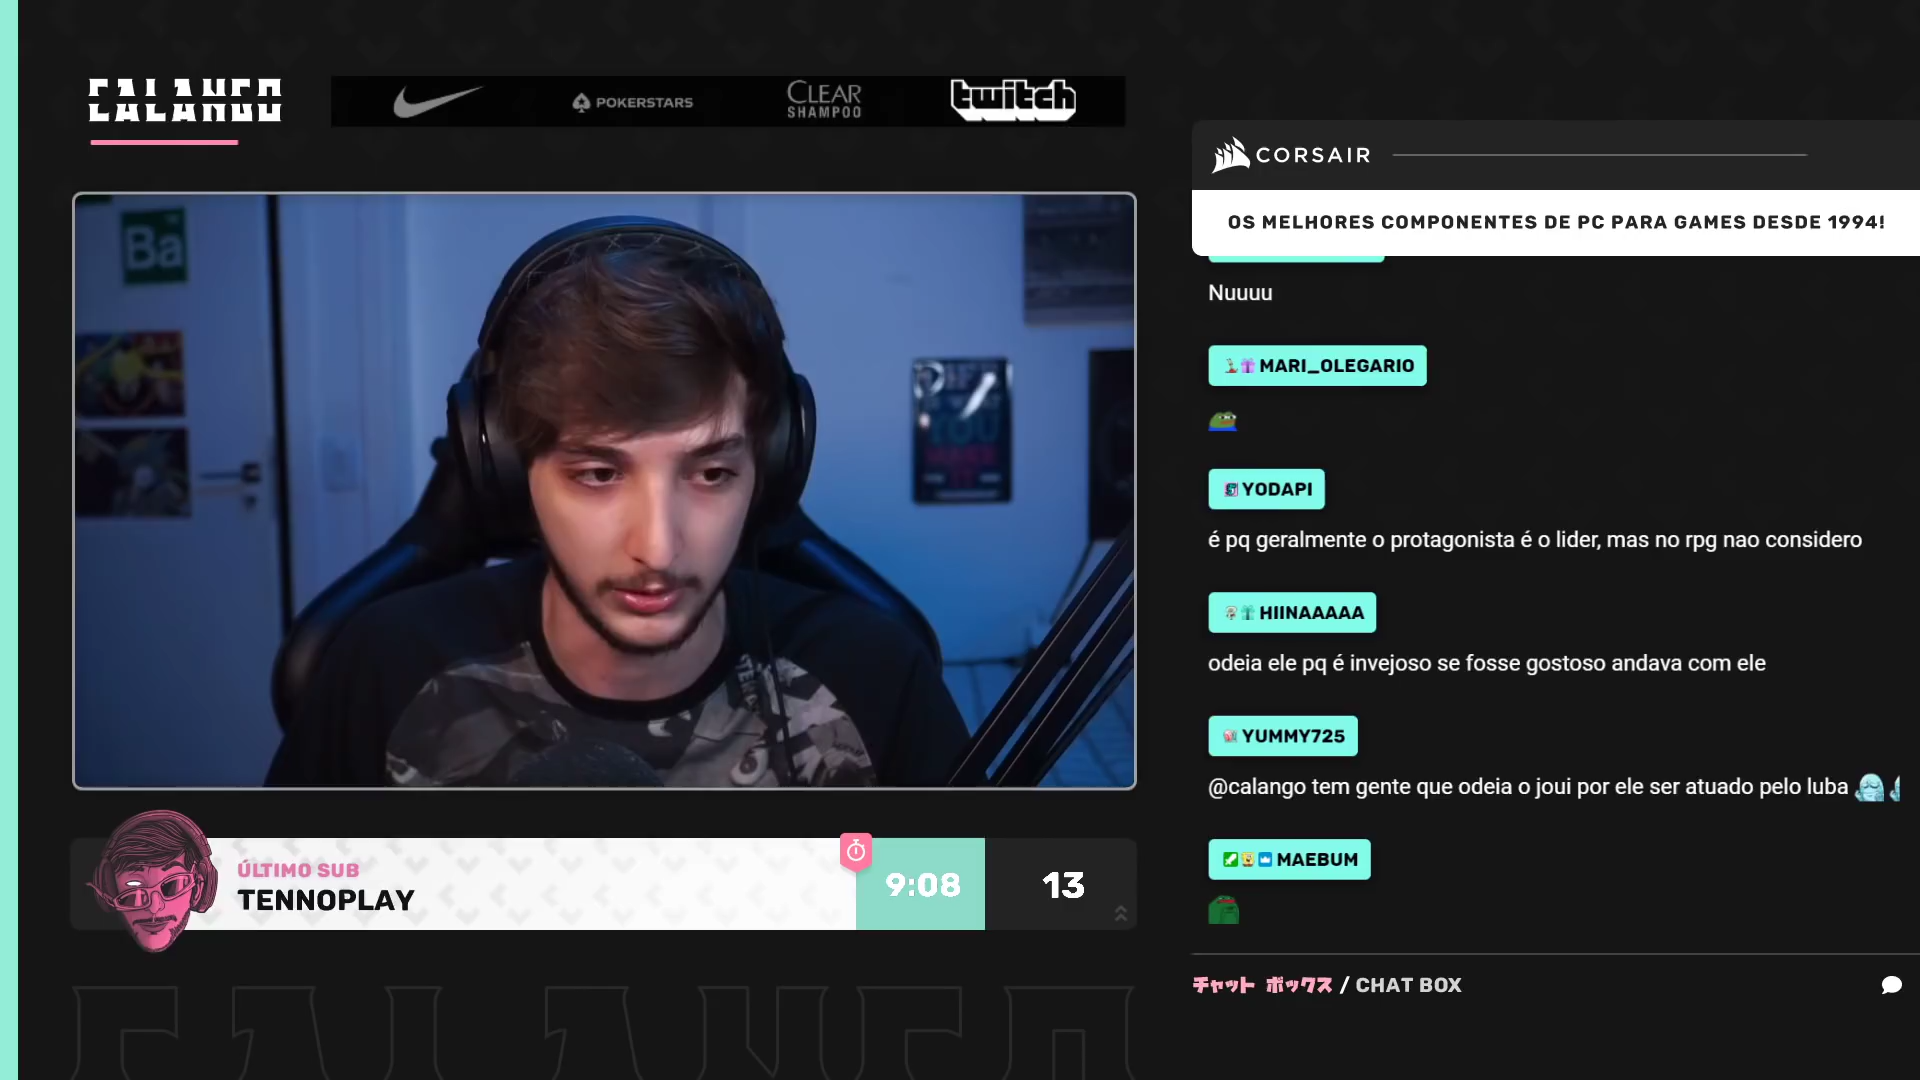 CALANGO
POKERSTARS
CLEAR
SHAMPOO
twitch
CORSAIR
OS MELHORES COMPONENTES DE PC PARA GAMES DESDE 1994!
Nuuuu
MARI_OLEGARIO
YODAPI
é pq geralmente o protagonista é o lider, mas no rpg nao considero
HIINAAAAA
odeia ele pq é invejoso se fosse gostoso andava com ele
YUMMY725
@calango tem gente que odeia o joui por ele ser atuado pelo luba
MAEBUM
Ba
YOU
ÚLTIMO SUB
TENNOPLAY
9:08
13
チャット ボックス / CHAT BOX
CALANGO